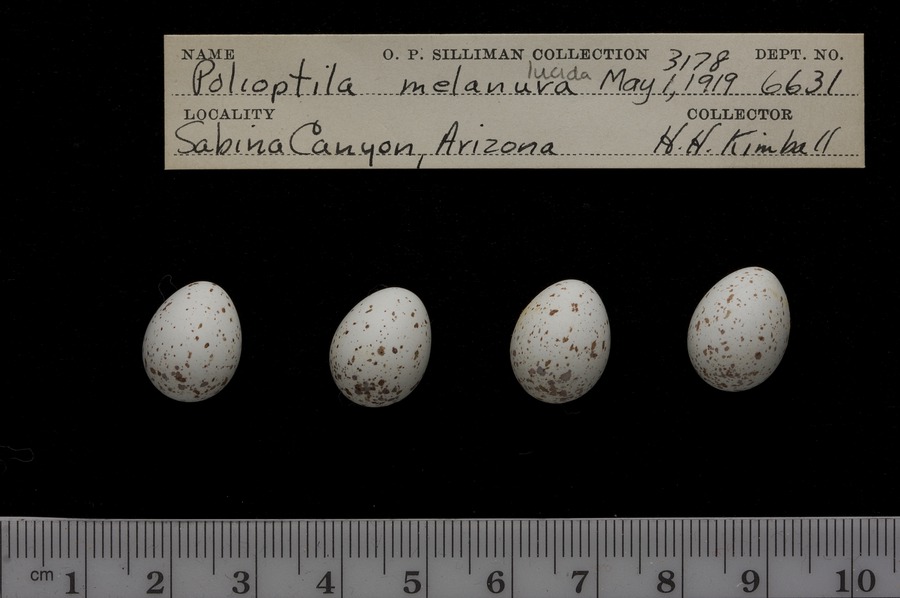 NAME O. P. SILLIMAN COLLECTION 3178 DEPT. NO.
Polioptila melanura lucida May 1, 1919 6631
LOCALITY COLLECTOR
Sabina Canyon, Arizona H. H. Kimball
cm 1 2 3 4 5 6 7 8 9 10